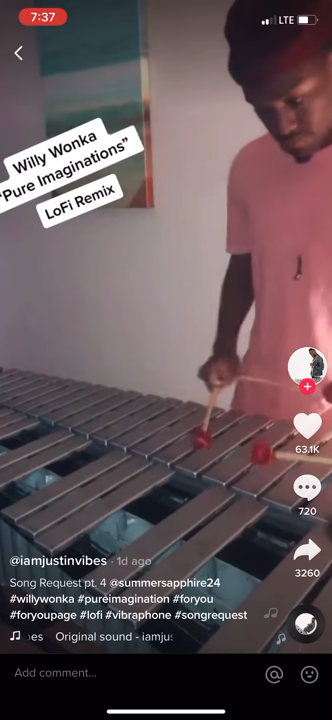 7:37
LTE
Willy Wonka
"Pure Imaginations"
LoFi Remix
63.1K
720
3260
@iamjustinvibes · 1d ago
Song Request pt. 4 @summersapphire24
#willywonka #pureimagination #foryou
#foryoupage #lofi #vibraphone #songrequest
Original sound - iamju
Add comment...